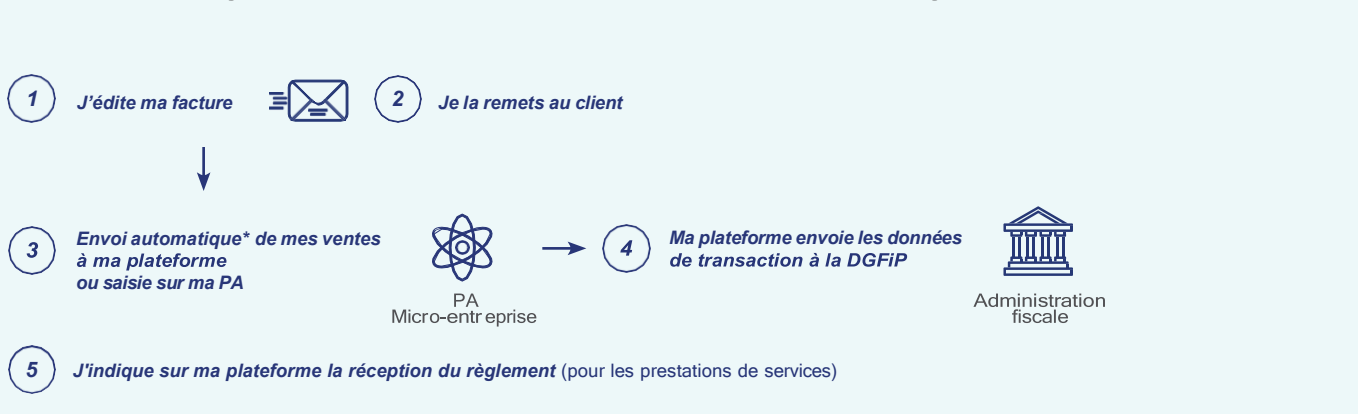 1 J’édite ma facture
2 Je la remets au client
3 Envoi automatique* de mes ventes
à ma plateforme
ou saisie sur ma PA
PA
Micro-entr eprise
4 Ma plateforme envoie les données
de transaction à la DGFiP
Administration
fiscale
5 J'indique sur ma plateforme la réception du règlement (pour les prestations de services)